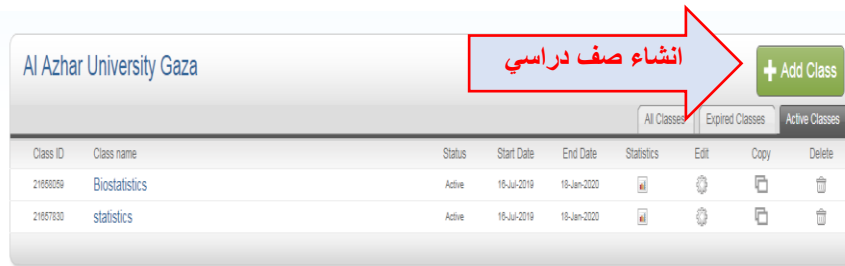 Al Azhar University Gaza
انشاء صف دراسي
+ Add Class
All Classes Expired Classes Active Classes
Class ID Class name Status Start Date End Date Statistics Edit Copy Delete
21658059 Biostatistics Active 16-Jul-2019 18-Jan-2020
21657830 statistics Active 16-Jul-2019 18-Jan-2020